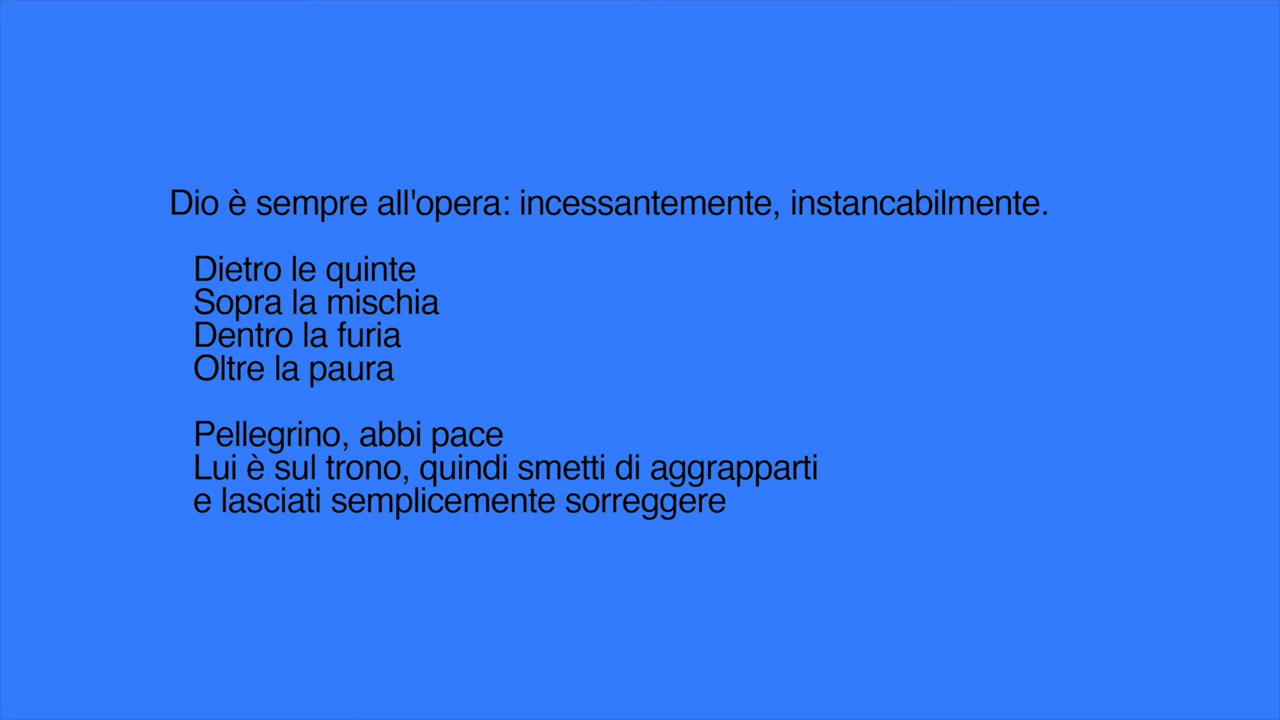 Dio è sempre all'opera: incessantemente, instancabilmente.
Dietro le quinte
Sopra la mischia
Dentro la furia
Oltre la paura
Pellegrino, abbi pace
Lui è sul trono, quindi smetti di aggrapparti
e lasciati semplicemente sorreggere